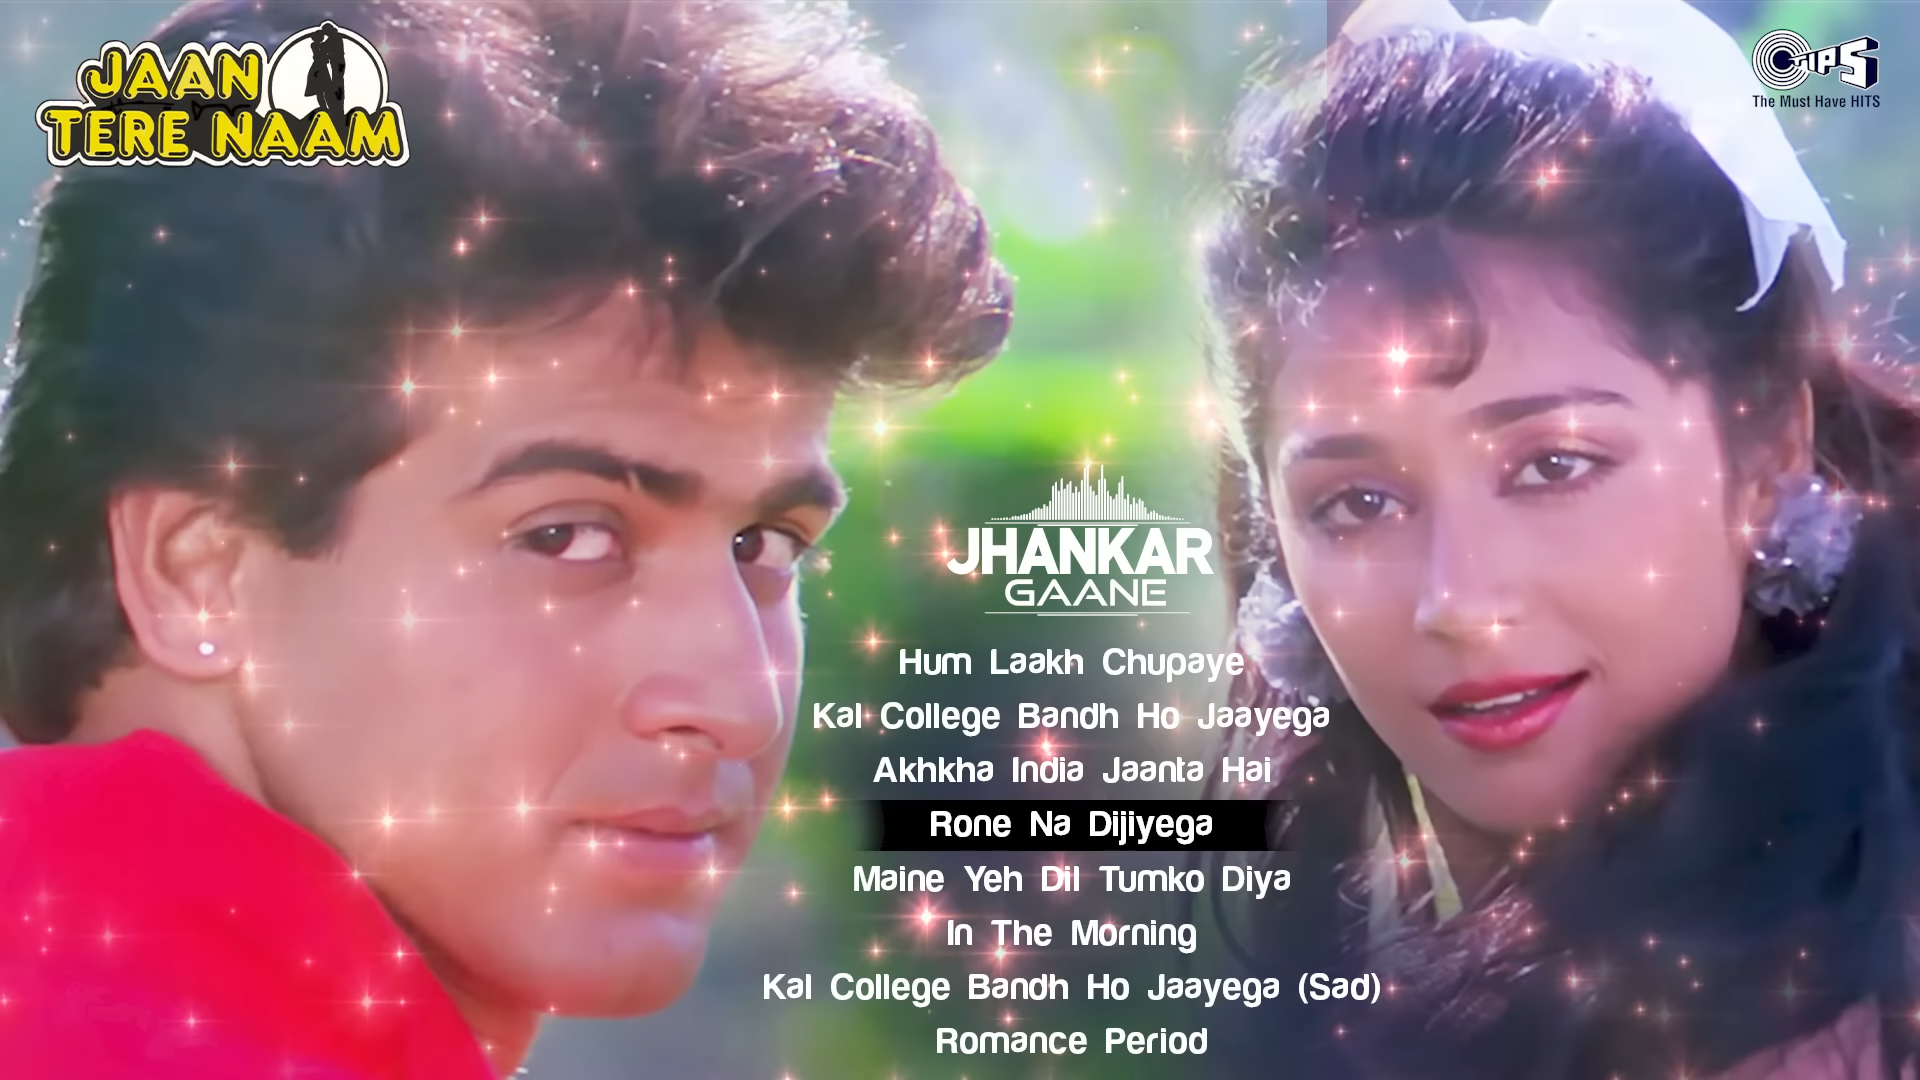 JAAN
TERE NAAM
TIPS
The Must Have HITS
JHANKAR
GAANE
Hum Laakh Chupaye
Kal College Bandh Ho Jaayega
Akhkha India Jaanta Hai
Rone Na Dijiyega
Maine Yeh Dil Tumko Diya
In The Morning
Kal College Bandh Ho Jaayega (Sad)
Romance Period